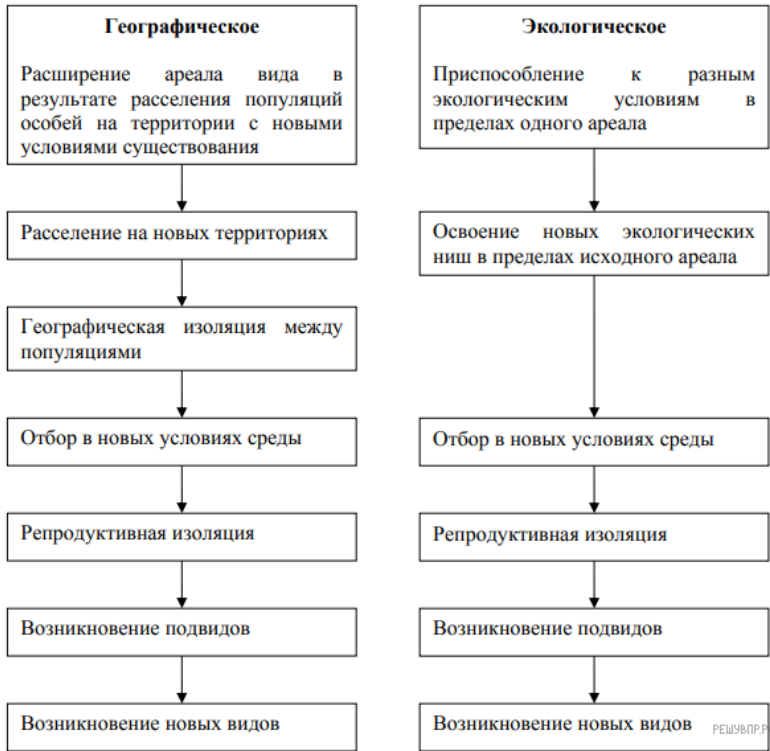 Географическое
Расширение ареала вида в
результате расселения популяций
особей на территории с новыми
условиями существования
Расселение на новых территориях
Географическая изоляция между
популяциями
Отбор в новых условиях среды
Репродуктивная изоляция
Возникновение подвидов
Возникновение новых видов
Экологическое
Приспособление к разным
экологическим условиям в
пределах одного ареала
Освоение новых экологических
ниш в пределах исходного ареала
Отбор в новых условиях среды
Репродуктивная изоляция
Возникновение подвидов
Возникновение новых видов
РЕШУВПР.Р